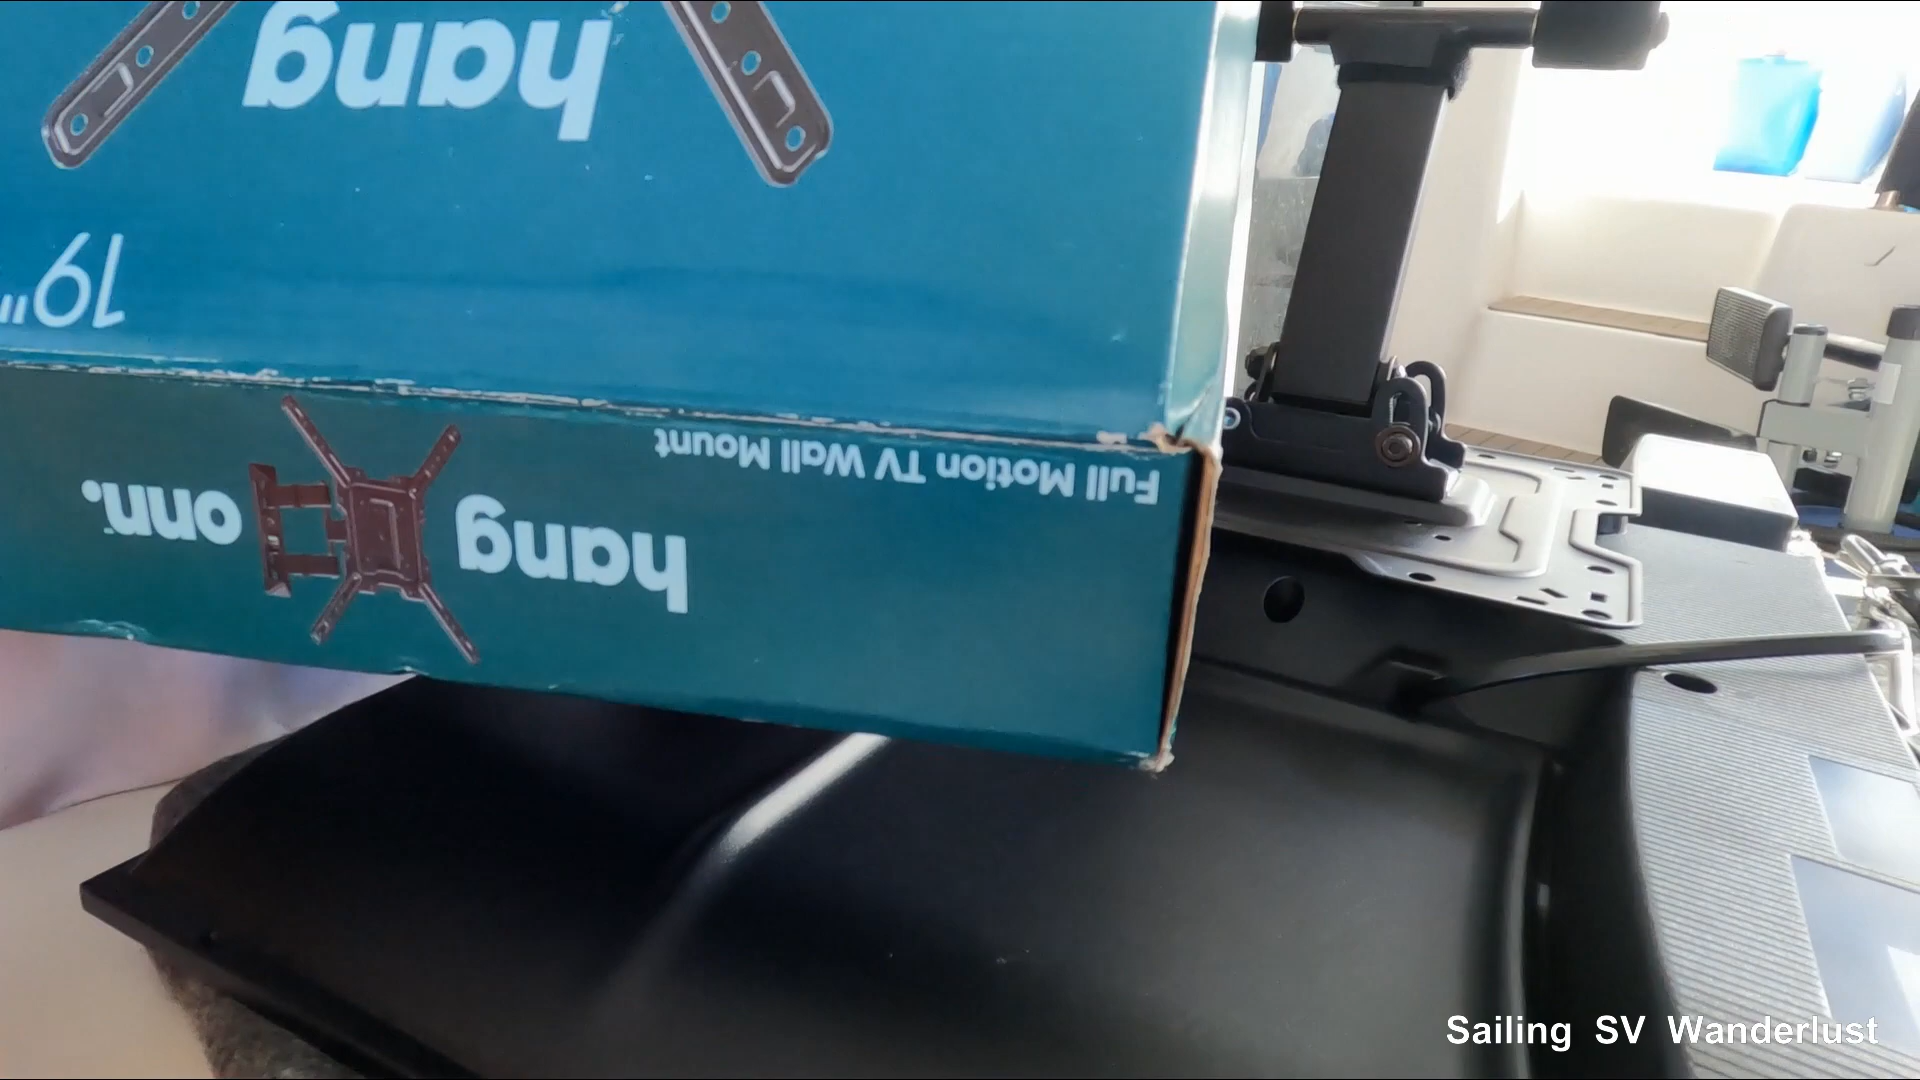 hang
19"
Full Motion TV Wall Mount
hang
onn.
Sailing SV Wanderlust